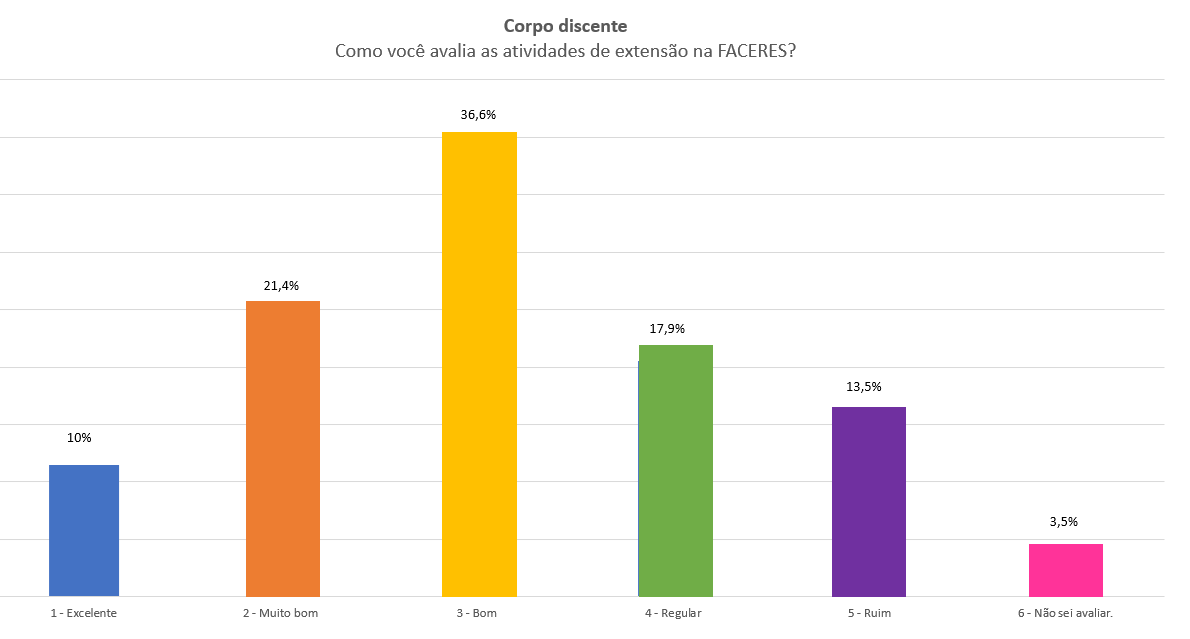 Corpo discente
Como você avalia as atividades de extensão na FACERES?
36,6%
21,4%
17,9%
13,5%
10%
3,5%
1 - Excelente
2 - Muito bom
3 - Bom
4 - Regular
5 - Ruim
6 - Não sei avaliar.